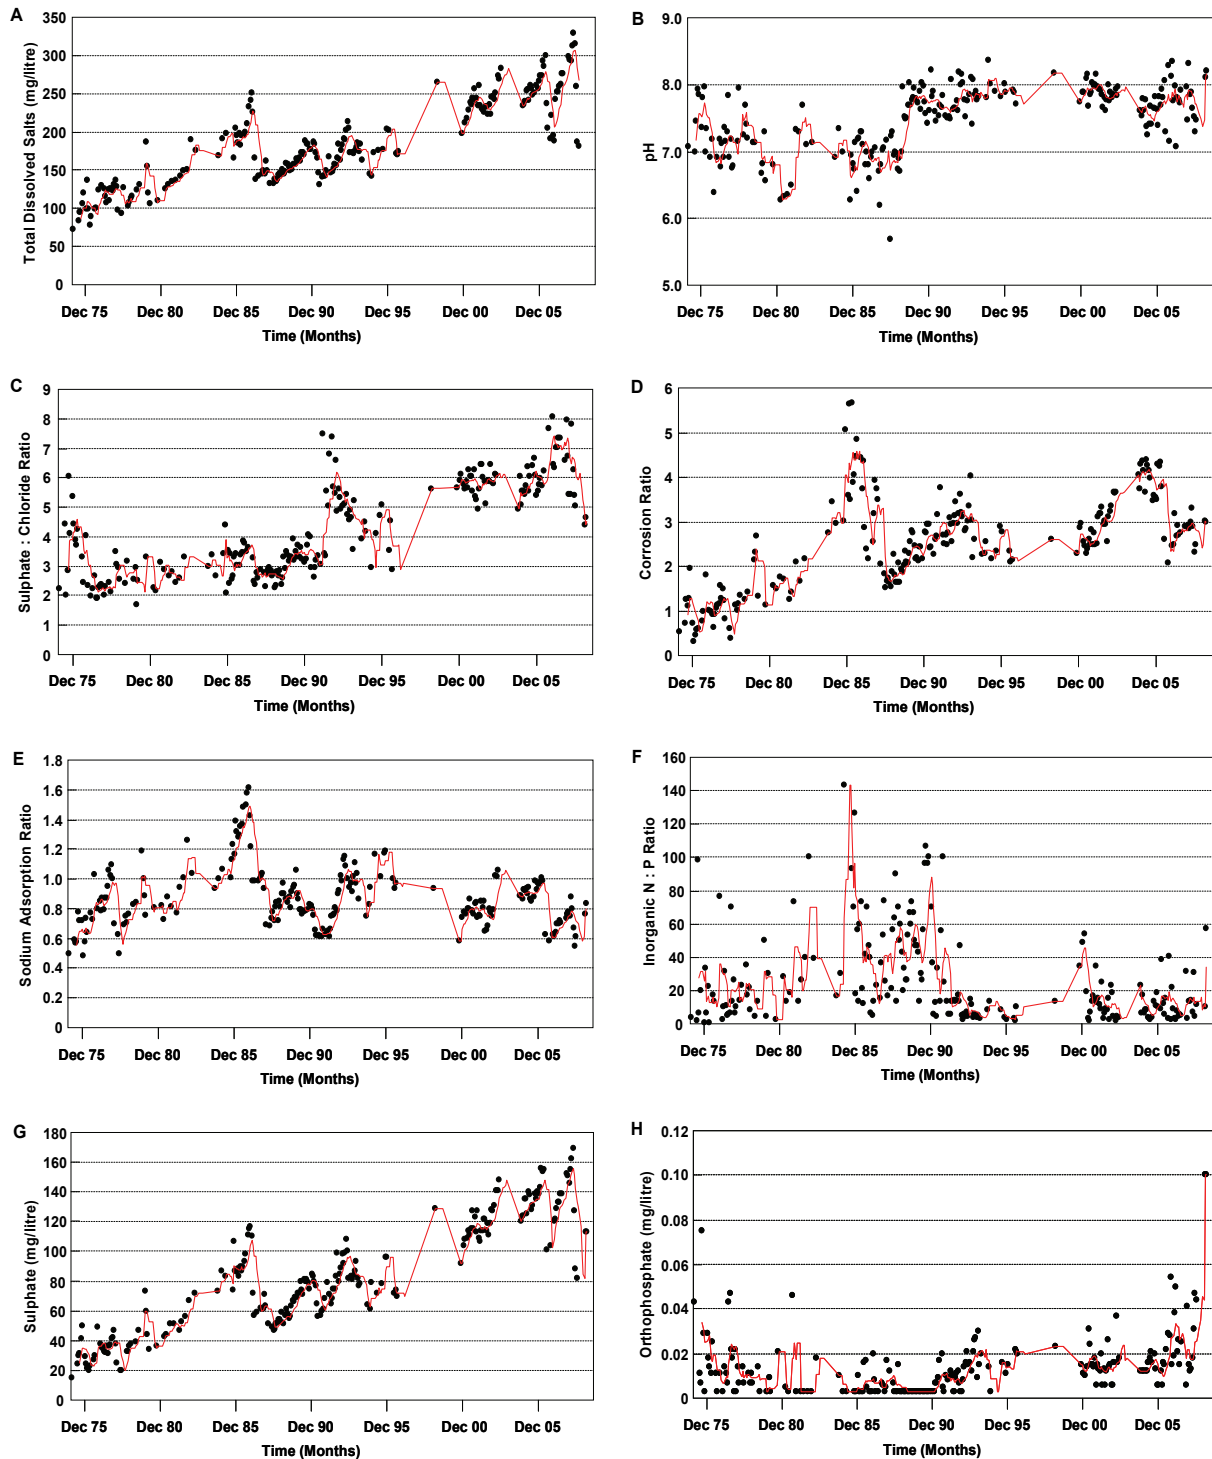 A
Total Dissolved Salts (mg/litre)
350
300
250
200
150
100
50
0
Dec 75 Dec 80 Dec 85 Dec 90 Dec 95 Dec 00 Dec 05
Time (Months)
B
pH
9.0
8.0
7.0
6.0
5.0
Dec 75 Dec 80 Dec 85 Dec 90 Dec 95 Dec 00 Dec 05
Time (Months)
C
Sulphate : Chloride Ratio
9
8
7
6
5
4
3
2
1
0
Dec 75 Dec 80 Dec 85 Dec 90 Dec 95 Dec 00 Dec 05
Time (Months)
D
Corrosion Ratio
6
5
4
3
2
1
0
Dec 75 Dec 80 Dec 85 Dec 90 Dec 95 Dec 00 Dec 05
Time (Months)
E
Sodium Adsorption Ratio
1.8
1.6
1.4
1.2
1.0
0.8
0.6
0.4
0.2
0.0
Dec 75 Dec 80 Dec 85 Dec 90 Dec 95 Dec 00 Dec 05
Time (Months)
F
Inorganic N : P Ratio
160
140
120
100
80
60
40
20
0
Dec 75 Dec 80 Dec 85 Dec 90 Dec 95 Dec 00 Dec 05
Time (Months)
G
Sulphate (mg/litre)
180
160
140
120
100
80
60
40
20
0
Dec 75 Dec 80 Dec 85 Dec 90 Dec 95 Dec 00 Dec 05
Time (Months)
H
Orthophosphate (mg/litre)
0.12
0.10
0.08
0.06
0.04
0.02
0
Dec 75 Dec 80 Dec 85 Dec 90 Dec 95 Dec 00 Dec 05
Time (Months)